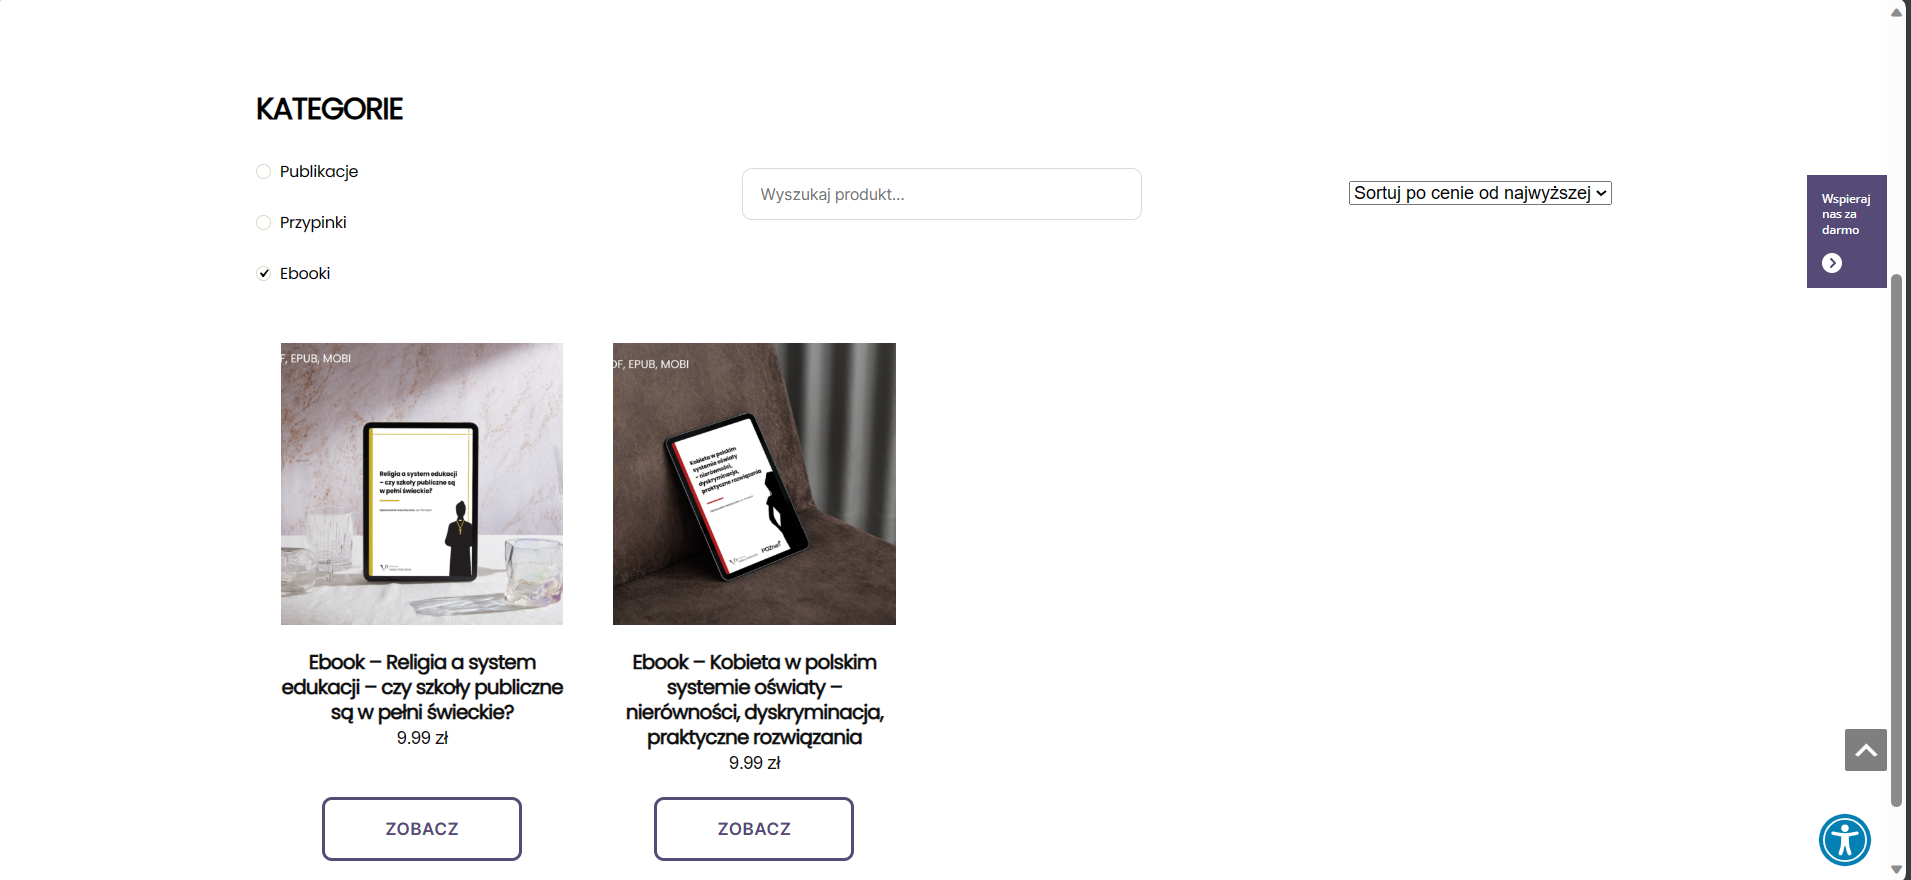 KATEGORIE
Publikacje
Przypinki
Ebooki
Wyszukaj produkt...
Sortuj po cenie od najwyższej
Wspieraj
nas za
darmo
F, EPUB, MOBI
Religia a system edukacji
– czy szkoły publiczne są
w pełni świeckie?
DF, EPUB, MOBI
Kobieta w polskim
systemie oświaty
– nierówności,
dyskryminacja,
praktyczne rozwiązania
POZnań
Ebook – Religia a system
edukacji – czy szkoły publiczne
są w pełni świeckie?
9.99 zł
ZOBACZ
Ebook – Kobieta w polskim
systemie oświaty –
nierówności, dyskryminacja,
praktyczne rozwiązania
9.99 zł
ZOBACZ